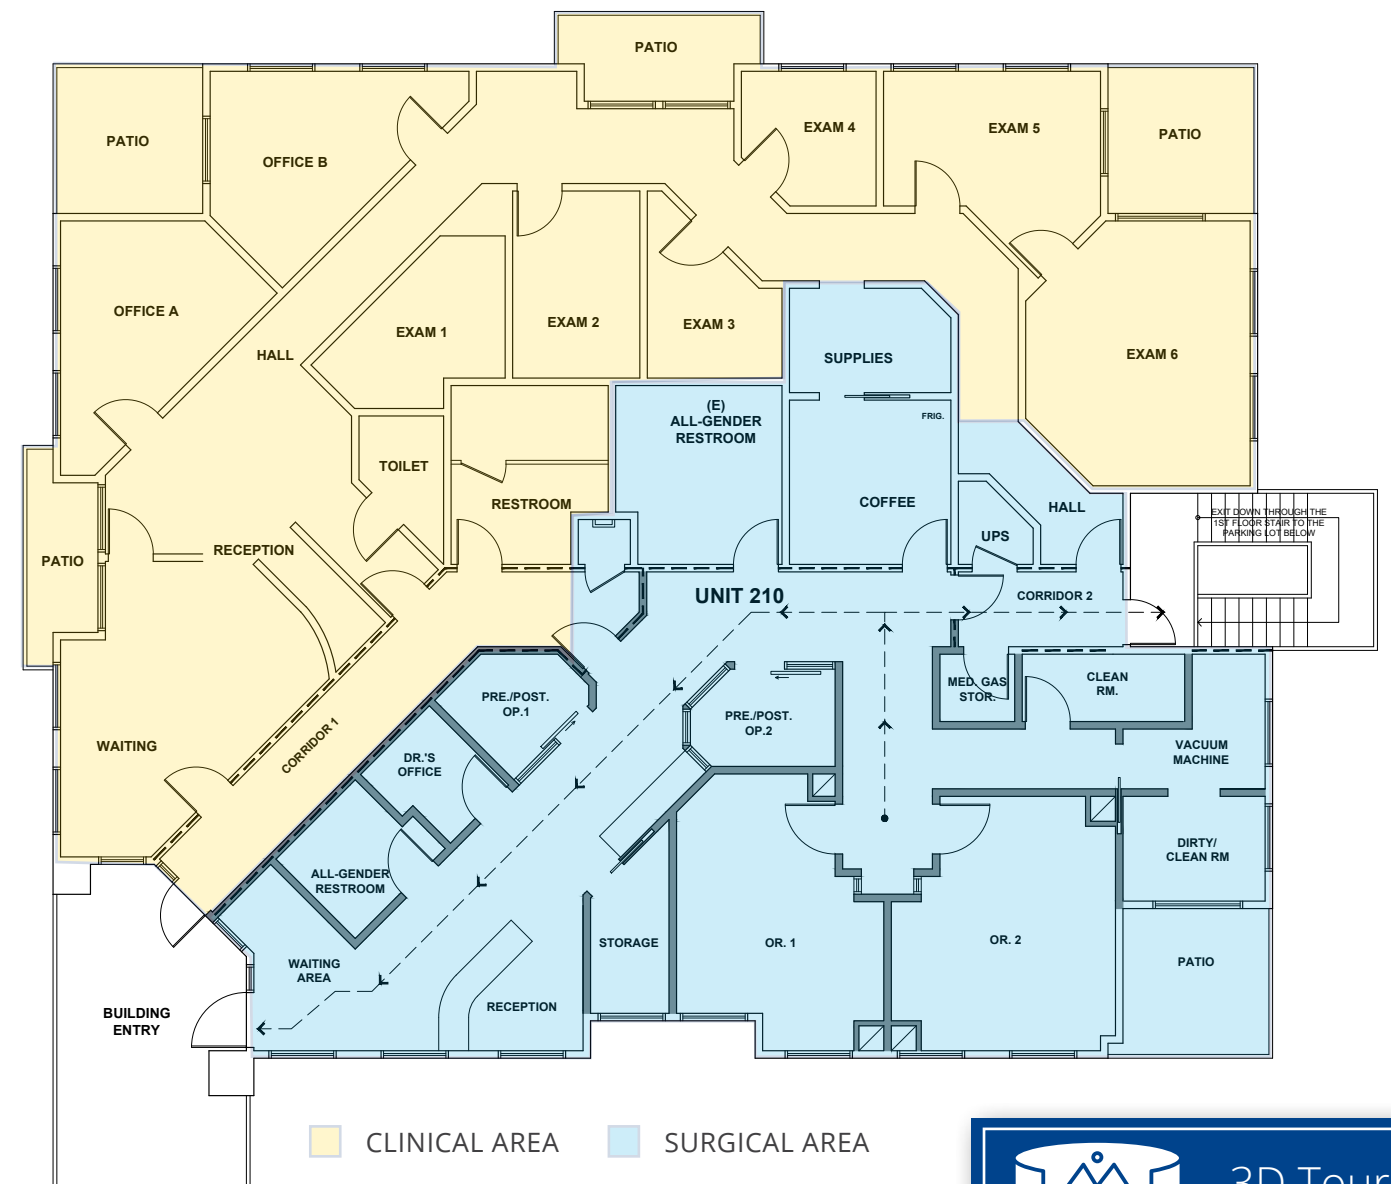 PATIO
PATIO
OFFICE B
EXAM 4
EXAM 5
PATIO
OFFICE A
HALL
EXAM 1
EXAM 2
EXAM 3
SUPPLIES
EXAM 6
(E)
ALL-GENDER
RESTROOM
FRIG.
TOILET
RESTROOM
COFFEE
HALL
UPS
EXIT DOWN THROUGH THE
1ST FLOOR STAIR TO THE
PARKING LOT BELOW
PATIO
RECEPTION
UNIT 210
CORRIDOR 2
WAITING
CORRIDOR 1
PRE./POST.
OP.1
PRE./POST.
OP.2
MED. GAS
STOR.
CLEAN
RM.
DR.'S
OFFICE
VACUUM
MACHINE
ALL-GENDER
RESTROOM
DIRTY/
CLEAN RM
WAITING
AREA
STORAGE
OR. 1
OR. 2
PATIO
RECEPTION
BUILDING
ENTRY
CLINICAL AREA
SURGICAL AREA
3D Tour